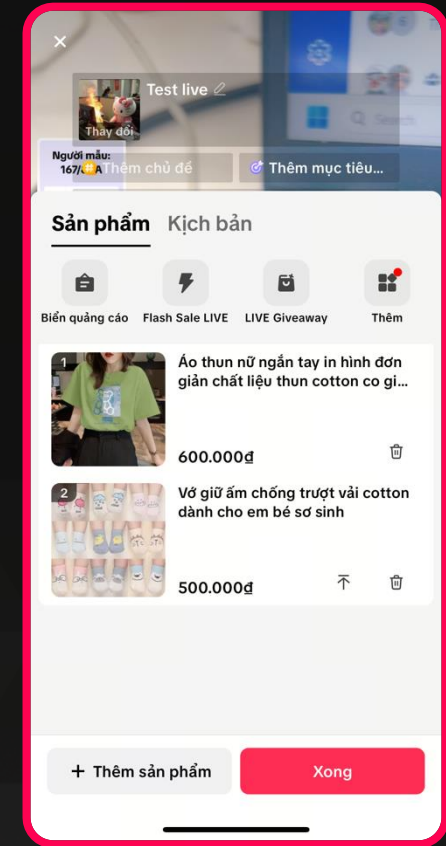 Test live
Thay đổi
Người mẫu:
Thêm chủ đề
Thêm mục tiêu...
Search
Sản phẩm Kịch bản
Biển quảng cáo Flash Sale LIVE LIVE Giveaway Thêm
1
Áo thun nữ ngắn tay in hình đơn
giản chất liệu thun cotton co gi...
600.000₫
2
Vớ giữ ấm chống trượt vải cotton
dành cho em bé sơ sinh
500.000₫
+ Thêm sản phẩm
Xong